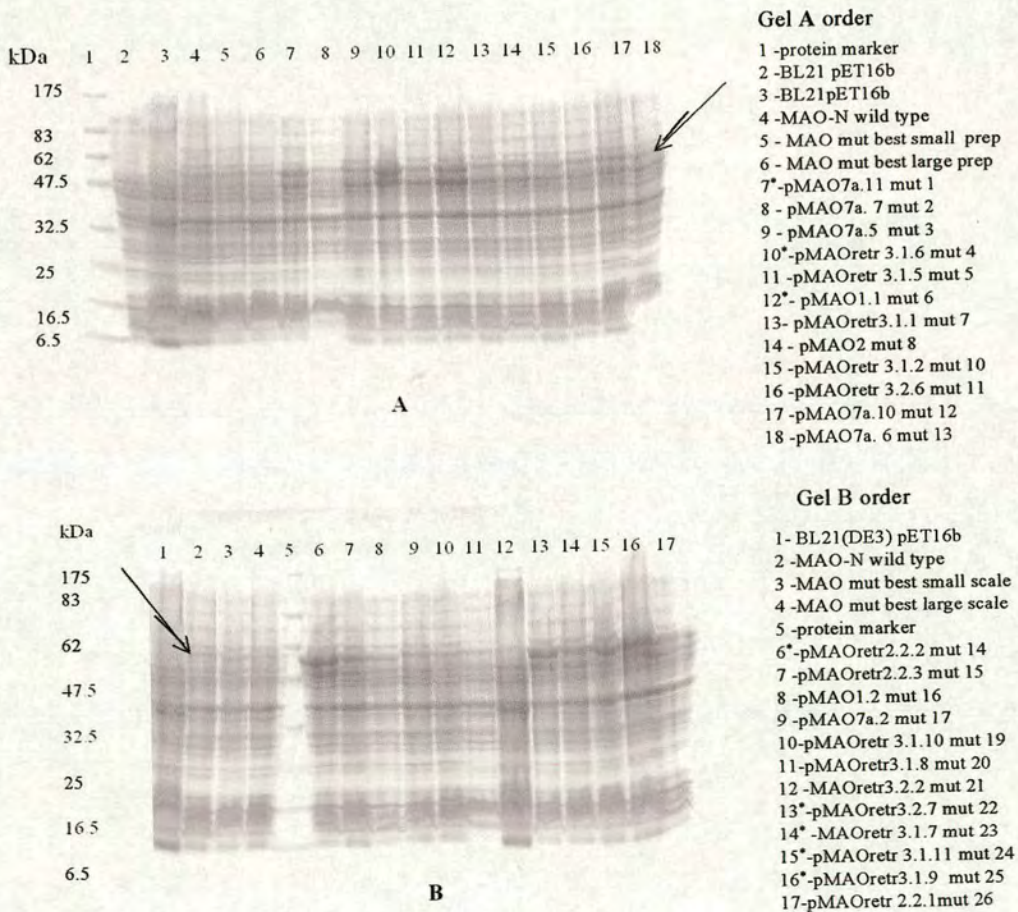 Gel A order
kDa 1 2 3 4 5 6 7 8 9 10 11 12 13 14 15 16 17 18
175
83
62
47.5
32.5
25
16.5
6.5
1 -protein marker
2 -BL21 pET16b
3 -BL21pET16b
4 -MAO-N wild type
5 - MAO mut best small prep
6 - MAO mut best large prep
7*-pMAO7a.11 mut 1
8 - pMAO7a. 7 mut 2
9 - pMAO7a.5 mut 3
10*-pMAOretr 3.1.6 mut 4
11 - pMAOretr 3.1.5 mut 5
12*- pMAO1.1 mut 6
13- pMAOretr3.1.1 mut 7
14 - pMAO2 mut 8
15 -pMAOretr 3.1.2 mut 10
16 -pMAOretr 3.2.6 mut 11
17 -pMAO7a.10 mut 12
18 -pMAO7a. 6 mut 13
A
Gel B order
kDa
1 2 3 4 5 6 7 8 9 10 11 12 13 14 15 16 17
175
83
62
47.5
32.5
25
16.5
6.5
1- BL21(DE3) pET16b
2 -MAO-N wild type
3 -MAO mut best small scale
4 -MAO mut best large scale
5 -protein marker
6*-pMAOretr2.2.2 mut 14
7 -pMAOretr2.2.3 mut 15
8 -pMAO1.2 mut 16
9 -pMAO7a.2 mut 17
10-pMAOretr 3.1.10 mut 19
11-pMAOretr3.1.8 mut 20
12 -MAOretr3.2.2 mut 21
13*-pMAOretr3.2.7 mut 22
14* -MAOretr 3.1.7 mut 23
15*-pMAOretr 3.1.11 mut 24
16*-pMAOretr3.1.9 mut 25
17-pMAOretr 2.2.1mut 26
B